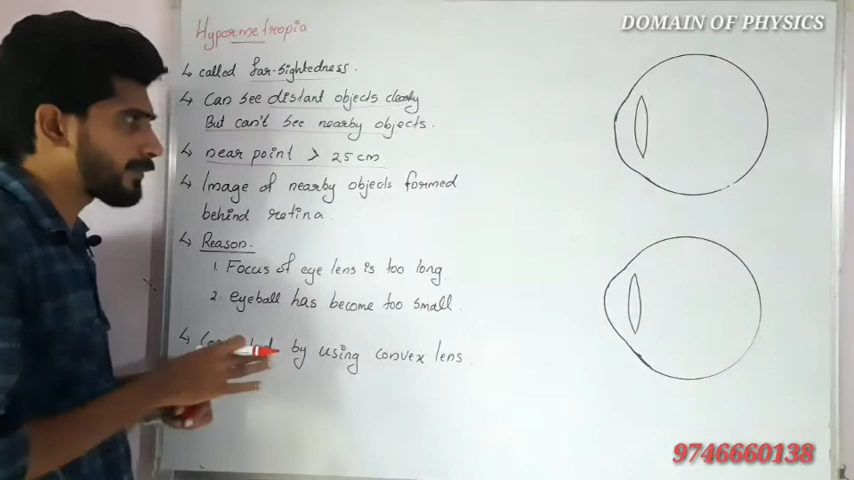 Hypermetropia
DOMAIN OF PHYSICS
↳ called far-sightedness.
↳ Can see distant objects clearly
But can't see nearby objects.
↳ near point > 25 cm
↳ Image of nearby objects formed
behind retina.
↳ Reason.
1. Focus of eye lens is too long.
2. eyeball has become too small.
↳ by using convex lens.
9746660138